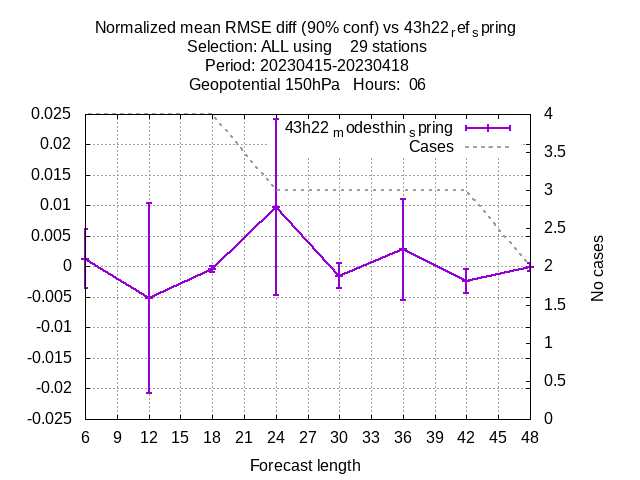 Normalized mean RMSE diff (90% conf) vs 43h22refspring
Selection: ALL using 29 stations
Period: 20230415-20230418
Geopotential 150hPa Hours: 06
43h22modesthinspring
Cases
0.025
0.02
0.015
0.01
0.005
0
-0.005
-0.01
-0.015
-0.02
-0.025
4
3.5
3
2.5
2
1.5
1
0.5
0
No cases
6 9 12 15 18 21 24 27 30 33 36 39 42 45 48
Forecast length